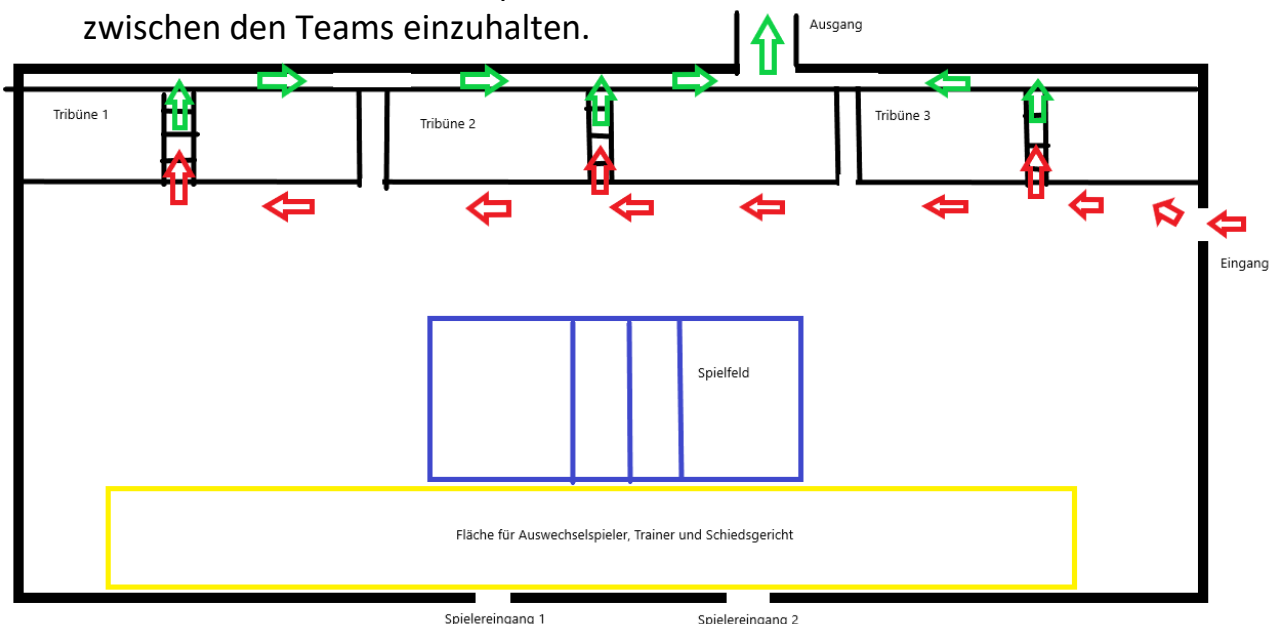 zwischen den Teams einzuhalten.
Ausgang
Tribüne 1
Tribüne 2
Tribüne 3
Eingang
Spielfeld
Fläche für Auswechselspieler, Trainer und Schiedsgericht
Spielereingang 1
Spielereingang 2